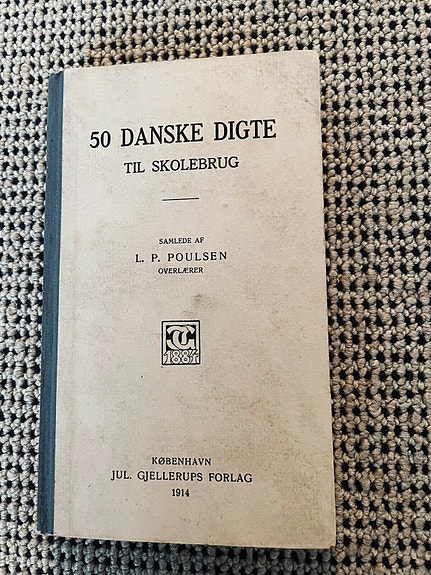 50 DANSKE DIGTE
TIL SKOLEBRUG
SAMLEDE AF
L. P. POULSEN
OVERLÆRER
1884
KØBENHAVN
JUL. GJELLERUPS FORLAG
1914